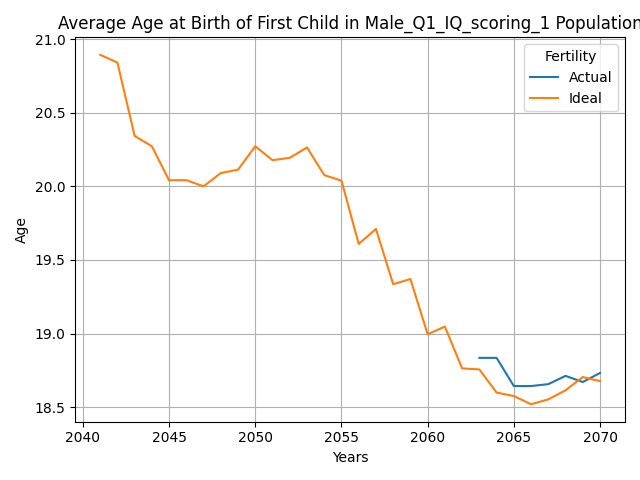 Average Age at Birth of First Child in Male_Q1_IQ_scoring_1 Population
21.0
20.5
20.0
19.5
19.0
18.5
Age
Fertility
Actual
Ideal
2040
2045
2050
2055
2060
2065
2070
Years